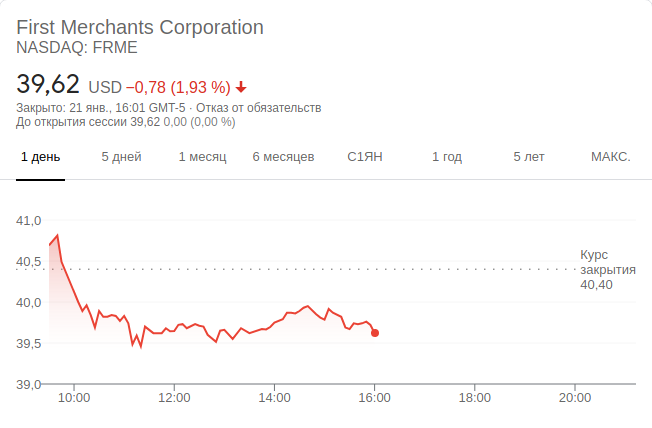 First Merchants Corporation
NASDAQ: FRME
39,62 USD −0,78 (1,93 %)
Закрыто: 21 янв., 16:01 GMT-5 · Отказ от обязательств
До открытия сессии 39,62 0,00 (0,00 %)
1 день 5 дней 1 месяц 6 месяцев С1ЯН 1 год 5 лет МАКС.
41,0
40,5
40,0
39,5
39,0
Курс
закрытия
40,40
10:00 12:00 14:00 16:00 18:00 20:00